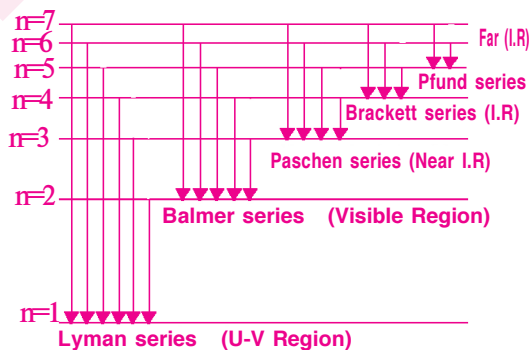 n=7
n=6
Far (I.R)
n=5
Pfund series
n=4
Brackett series (I.R)
n=3
Paschen series (Near I.R)
n=2
Balmer series (Visible Region)
n=1
Lyman series (U-V Region)